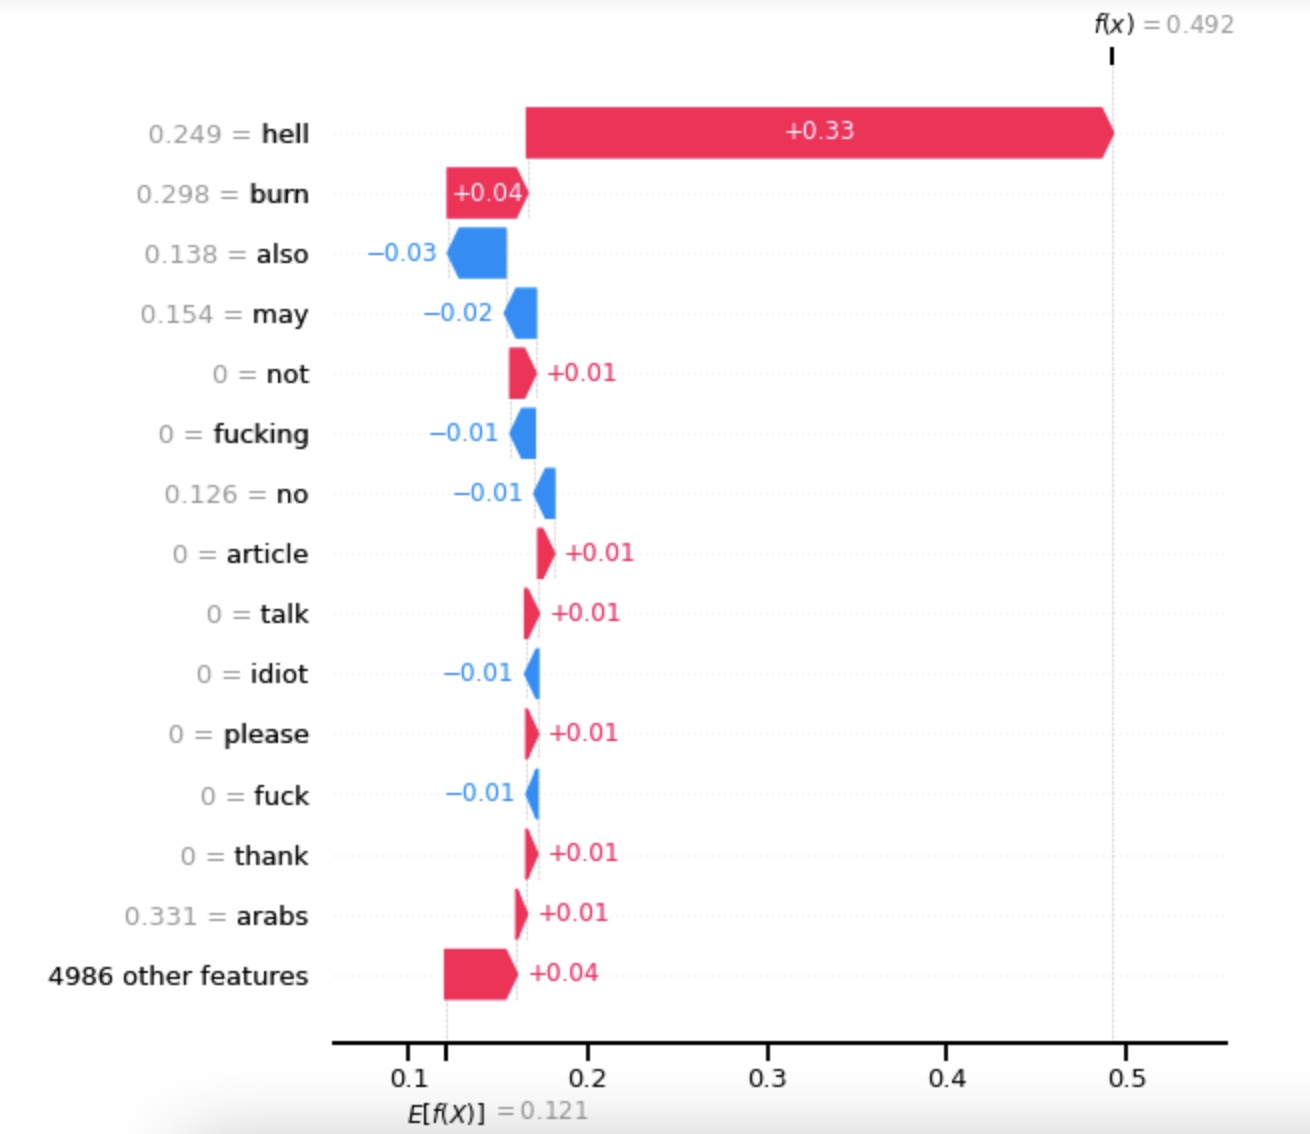 f(x) = 0.492
0.249 = hell +0.33
0.298 = burn +0.04
0.138 = also −0.03
0.154 = may −0.02
0 = not +0.01
0 = fucking −0.01
0.126 = no −0.01
0 = article +0.01
0 = talk +0.01
0 = idiot −0.01
0 = please +0.01
0 = fuck −0.01
0 = thank +0.01
0.331 = arabs +0.01
4986 other features +0.04
0.1 0.2 0.3 0.4 0.5
E[f(X)] = 0.121